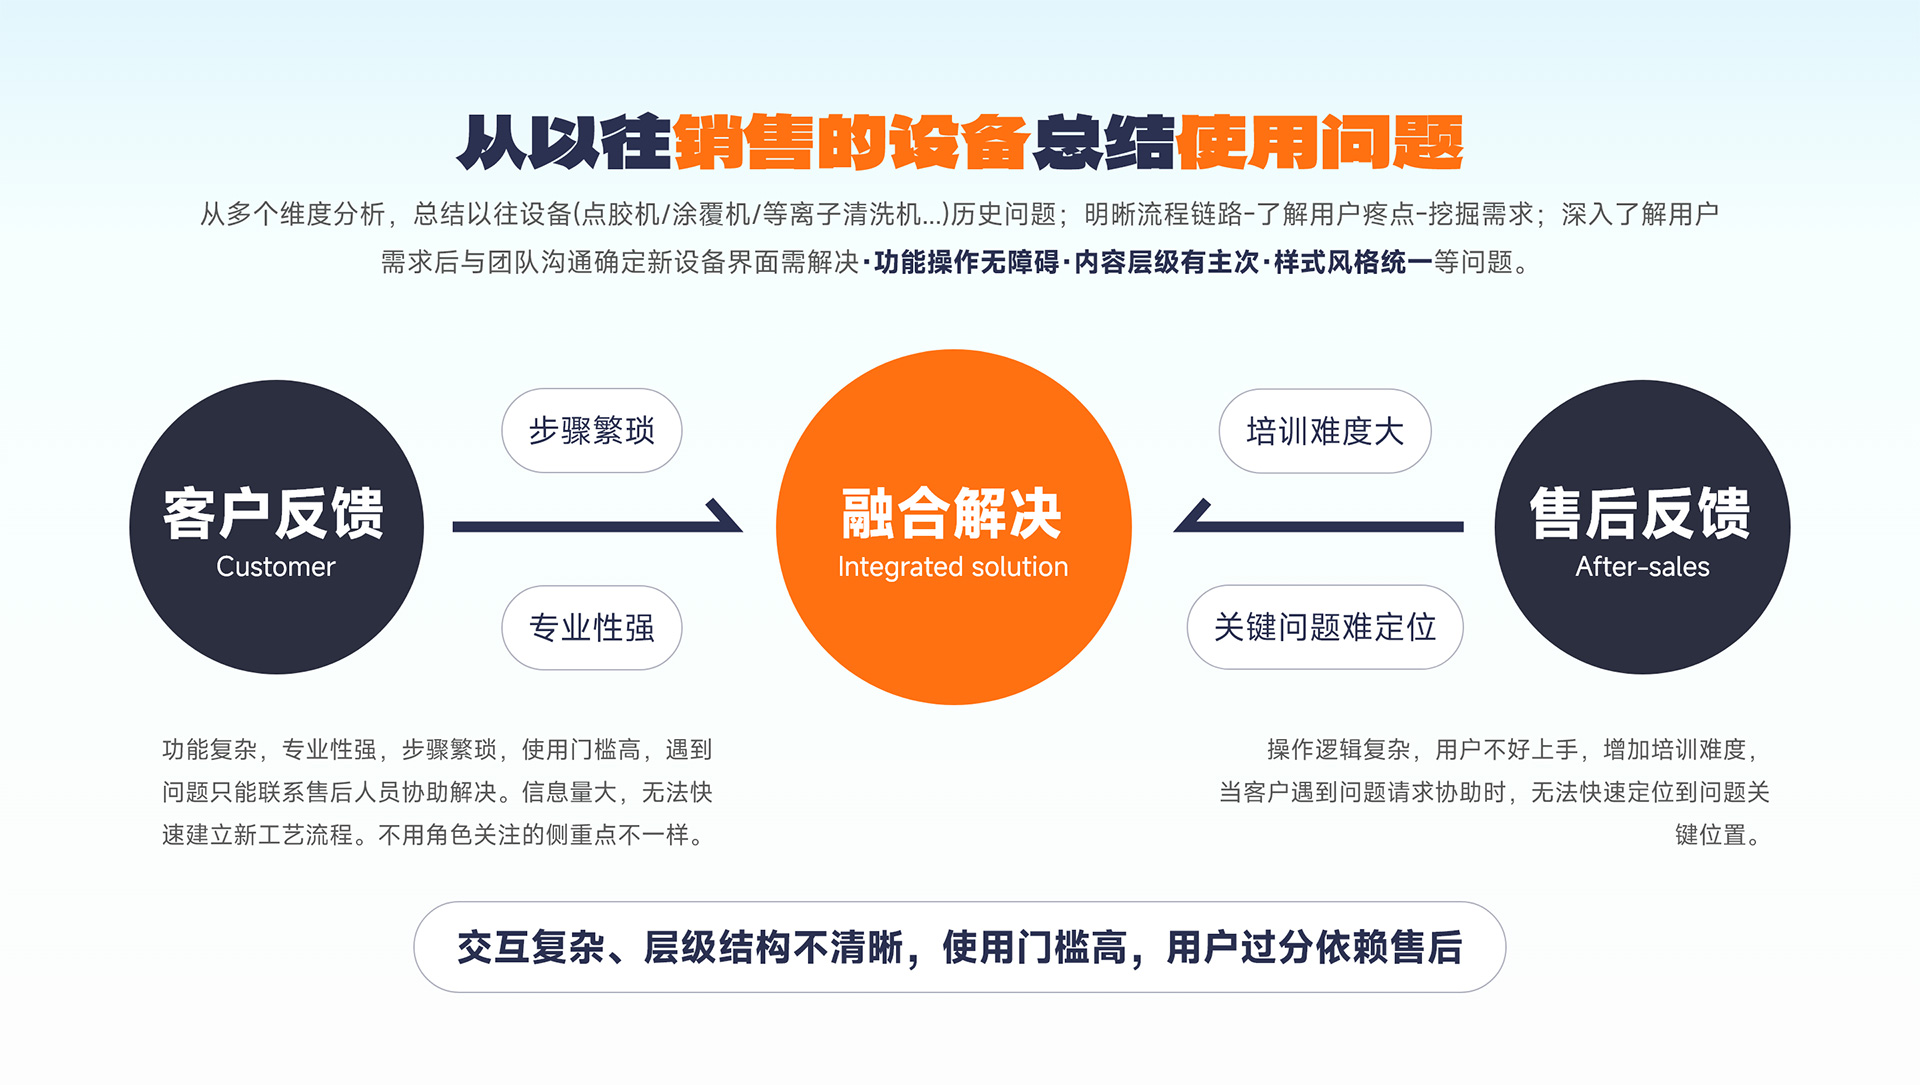 从以往销售的设备总结使用问题
从多个维度分析，总结以往设备(点胶机/涂覆机/等离子清洗机...)历史问题；明晰流程链路-了解用户疼点-挖掘需求；深入了解用户
需求后与团队沟通确定新设备界面需解决·功能操作无障碍·内容层级有主次·样式风格统一等问题。
步骤繁琐
培训难度大
客户反馈
Customer
融合解决
Integrated solution
售后反馈
After-sales
专业性强
关键问题难定位
功能复杂，专业性强，步骤繁琐，使用门槛高，遇到
问题只能联系售后人员协助解决。信息量大，无法快
速建立新工艺流程。不用角色关注的侧重点不一样。
操作逻辑复杂，用户不好上手，增加培训难度，
当客户遇到问题请求协助时，无法快速定位到问题关
键位置。
交互复杂、层级结构不清晰，使用门槛高，用户过分依赖售后